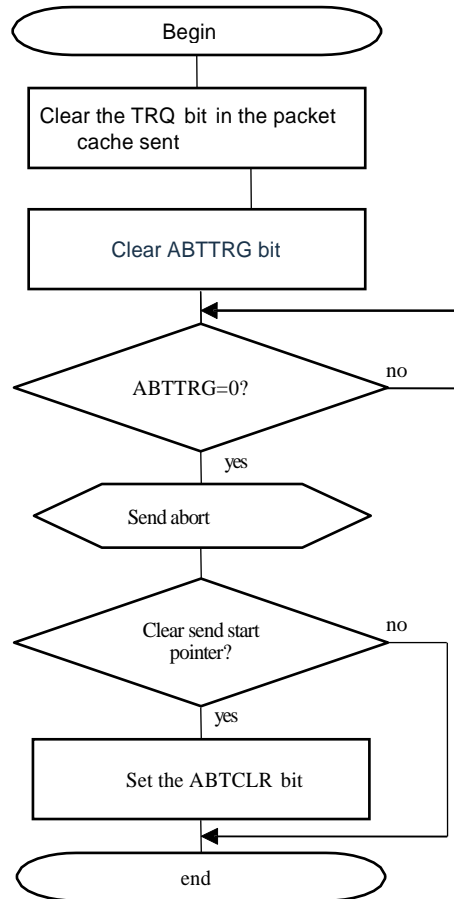 Begin
Clear the TRQ bit in the packet
cache sent
Clear ABTTRG bit
ABTTRG=0?
no
yes
Send abort
Clear send start
pointer?
no
yes
Set the ABTCLR bit
end